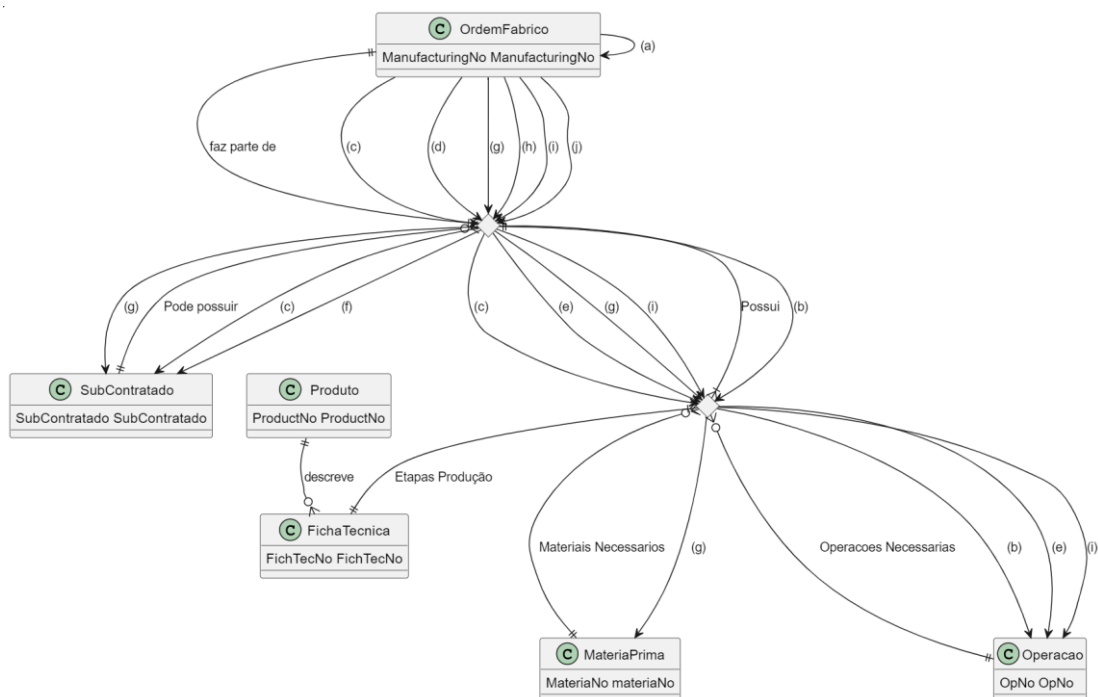 C OrdemFabrico
ManufacturingNo ManufacturingNo
(a)
faz parte de
(c)
(d)
(g)
(h)
(i)
(j)
(g)
Pode possuir
(c)
(f)
(c)
(e)
(g)
(i)
Possui
(b)
C SubContratado
SubContratado SubContratado
C Produto
ProductNo ProductNo
descreve
Etapas Produção
C FichaTecnica
FichTecNo FichTecNo
Materiais Necessarios
(g)
Operacoes Necessarias
(b)
(e)
(i)
C MateriaPrima
MateriaNo materiaNo
C Operacao
OpNo OpNo